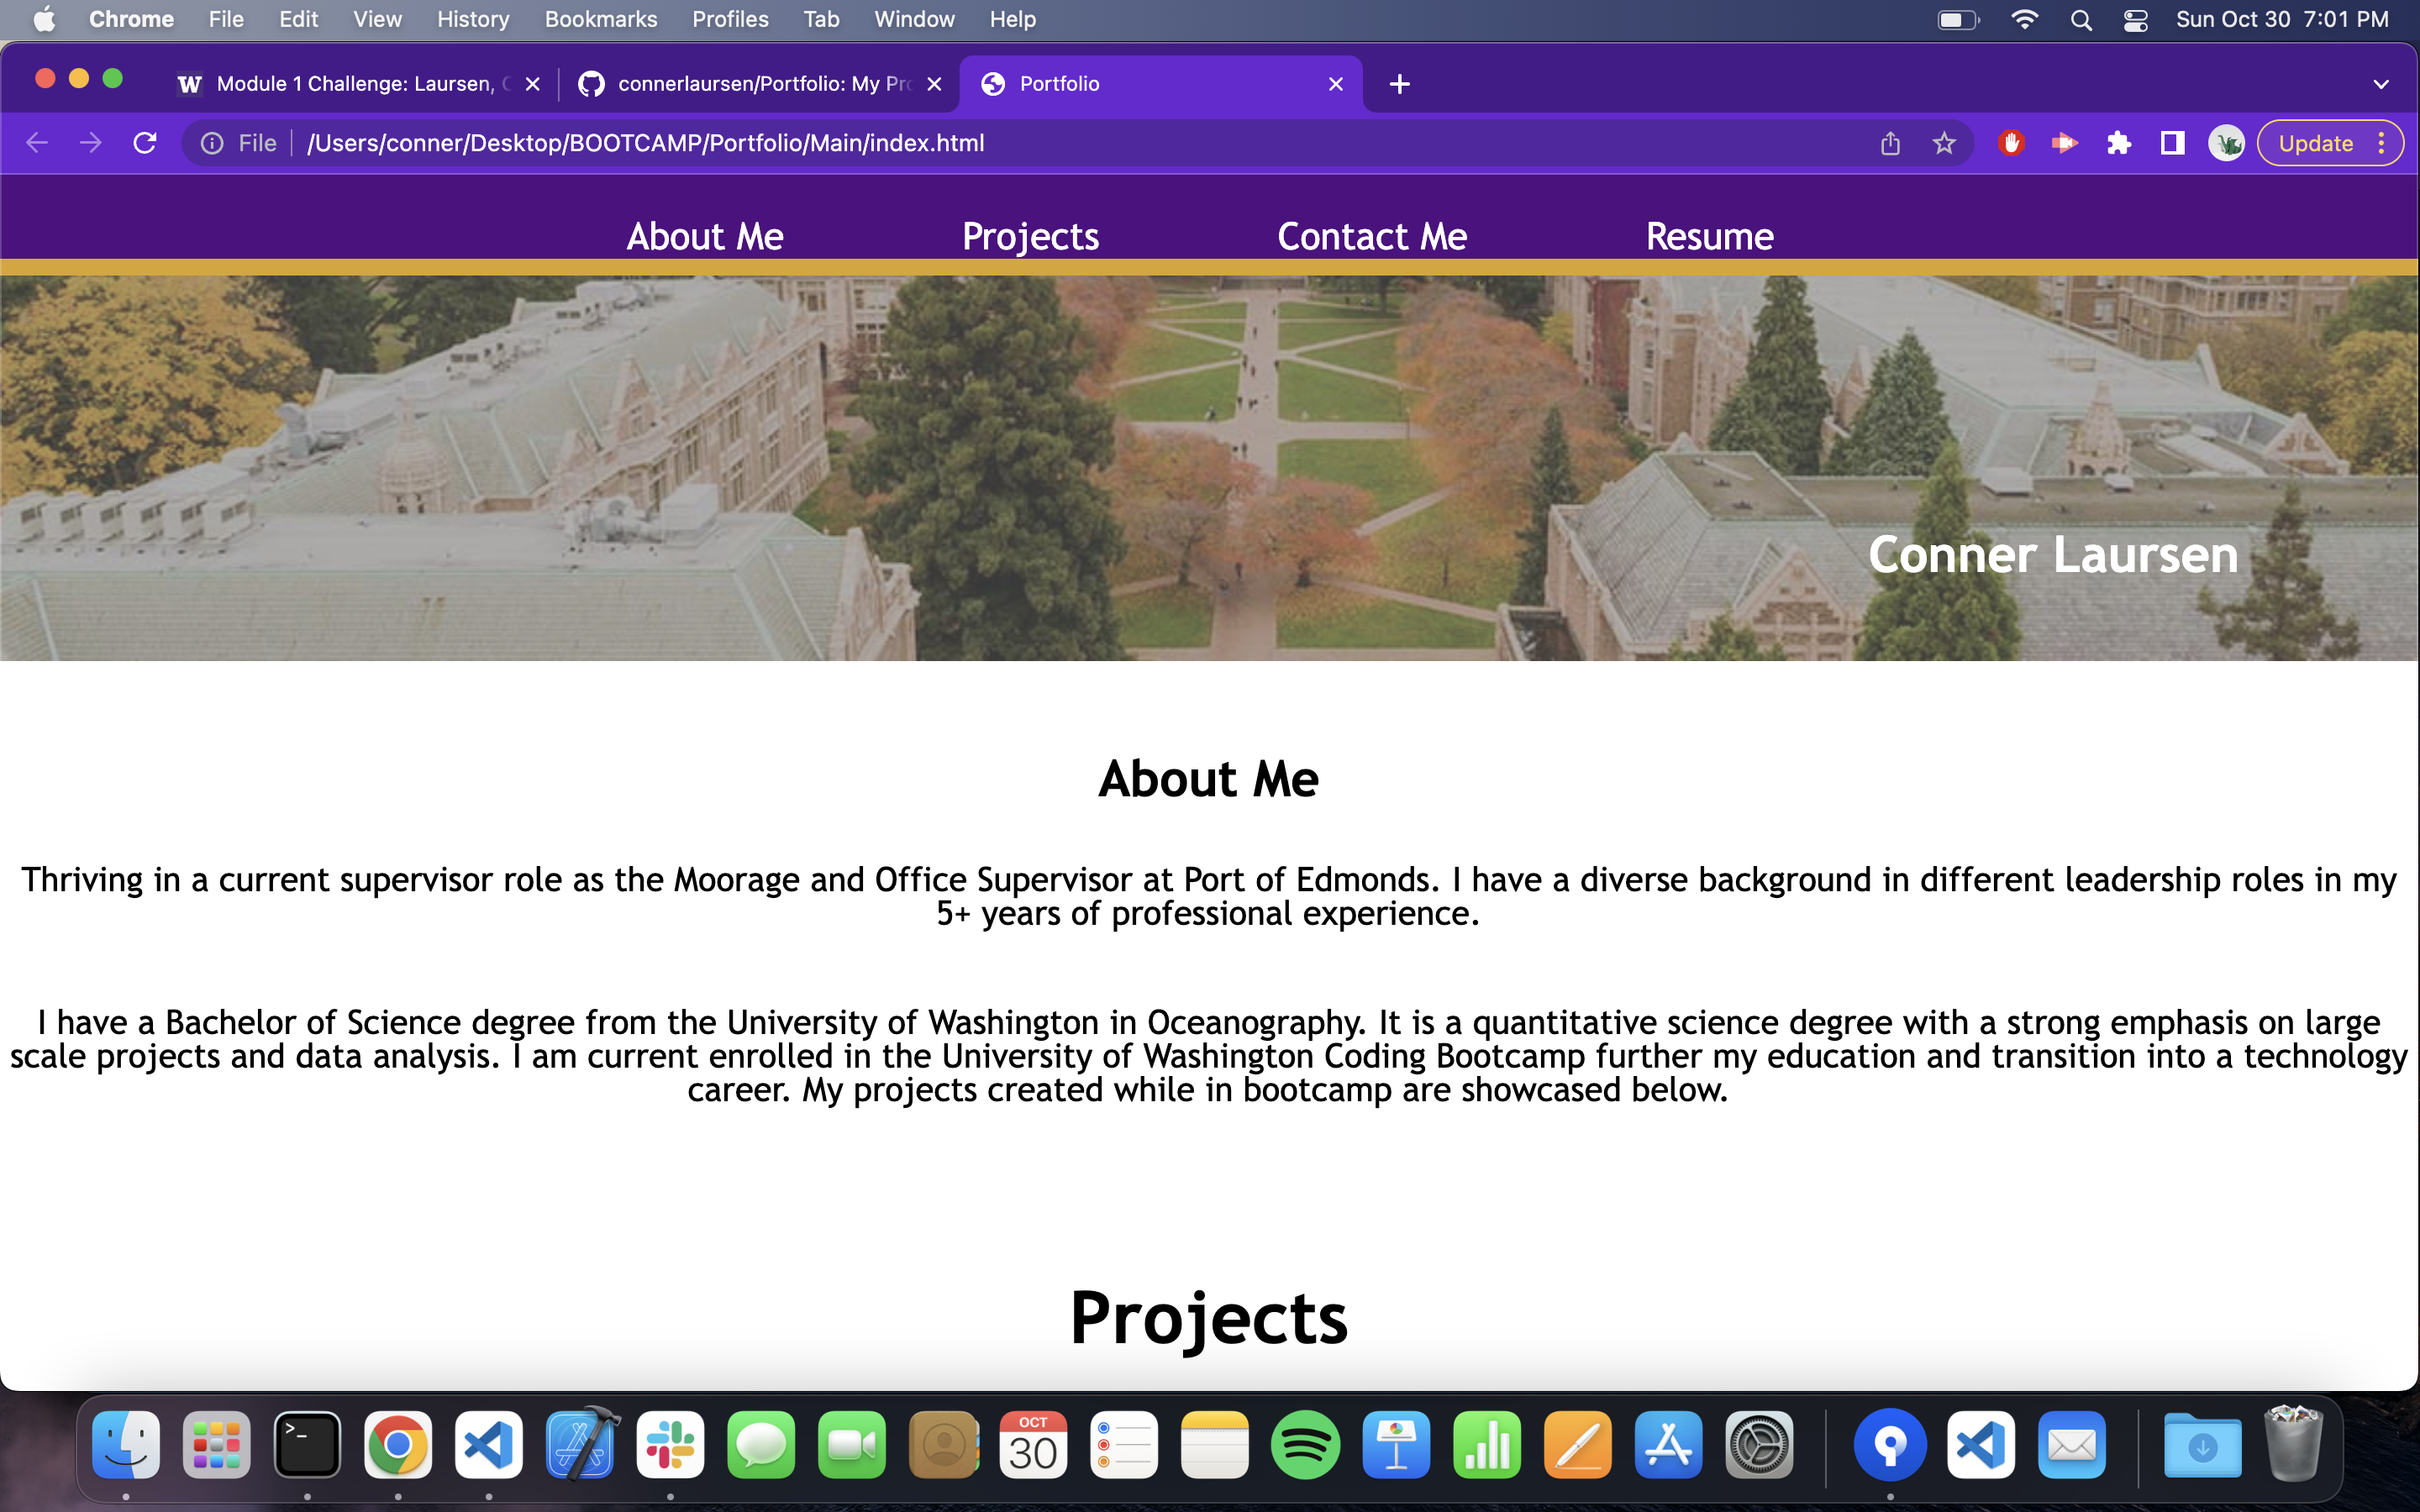 Chrome File Edit View History Bookmarks Profiles Tab Window Help Sun Oct 30 7:01 PM
W Module 1 Challenge: Laursen, connerlaursen/Portfolio: My Pr Portfolio
File /Users/conner/Desktop/BOOTCAMP/Portfolio/Main/index.html Update
About Me Projects Contact Me Resume
Conner Laursen
About Me
Thriving in a current supervisor role as the Moorage and Office Supervisor at Port of Edmonds. I have a diverse background in different leadership roles in my
5+ years of professional experience.
I have a Bachelor of Science degree from the University of Washington in Oceanography. It is a quantitative science degree with a strong emphasis on large
scale projects and data analysis. I am current enrolled in the University of Washington Coding Bootcamp further my education and transition into a technology
career. My projects created while in bootcamp are showcased below.
Projects
OCT
30